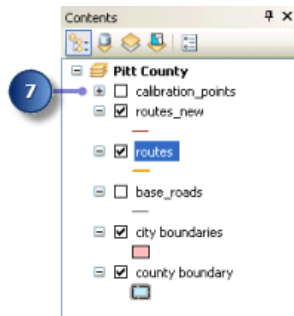 Contents
Pitt County
7
calibration_points
routes_new
routes
base_roads
city boundaries
county boundary